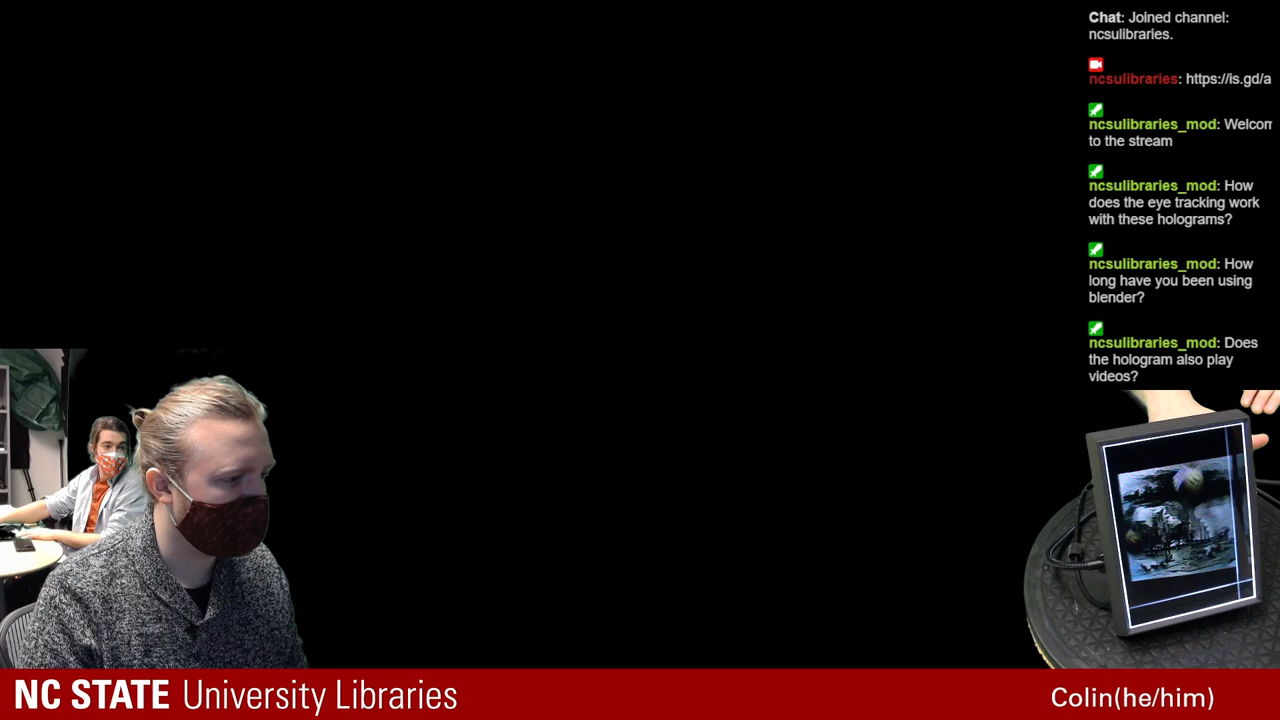 Chat: Joined channel:
ncsulibraries.
ncsulibraries: https://is.gd/a
ncsulibraries_mod: Welcom
to the stream
ncsulibraries_mod: How
does the eye tracking work
with these holograms?
ncsulibraries_mod: How
long have you been using
blender?
ncsulibraries_mod: Does
the hologram also play
videos?
NC STATE University Libraries
Colin(he/him)